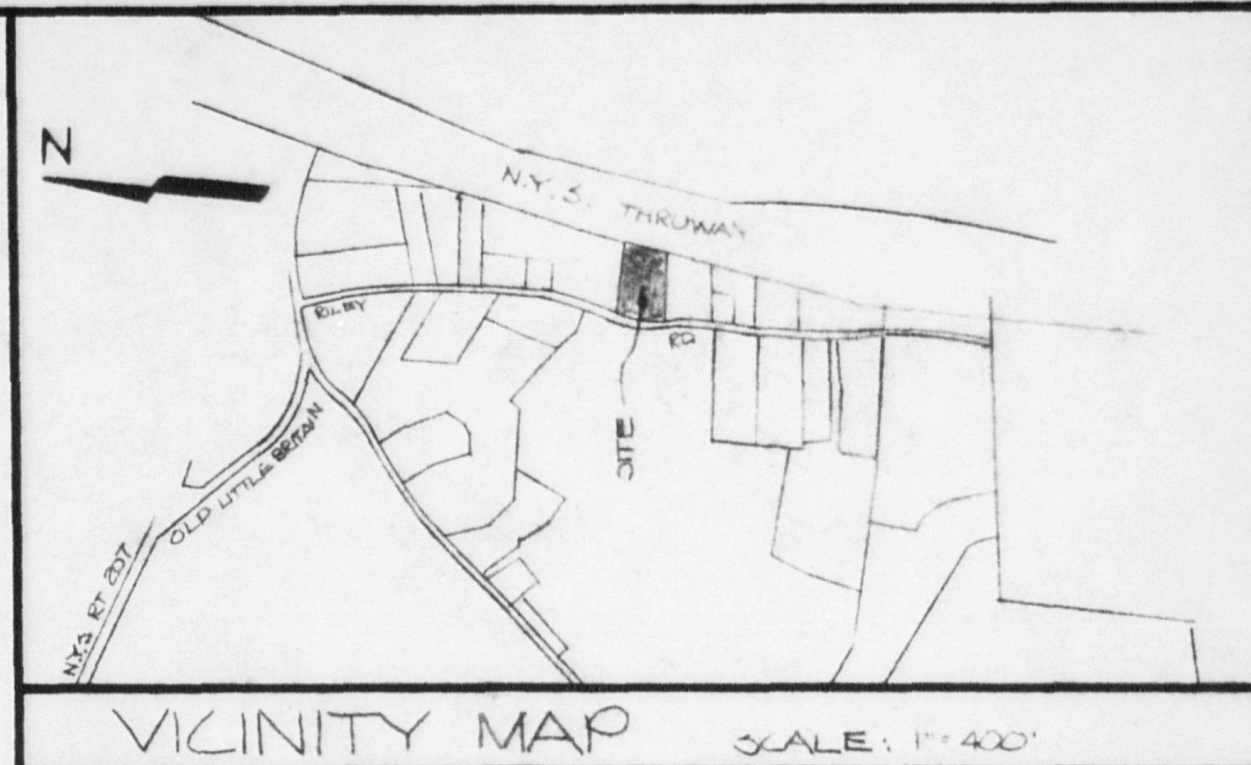 N
N.Y.S. THRUWAY
RILEY RD
SITE
OLD LITTLE BRITAIN
N.Y.S RT 207
VICINITY MAP SCALE: 1"=400'